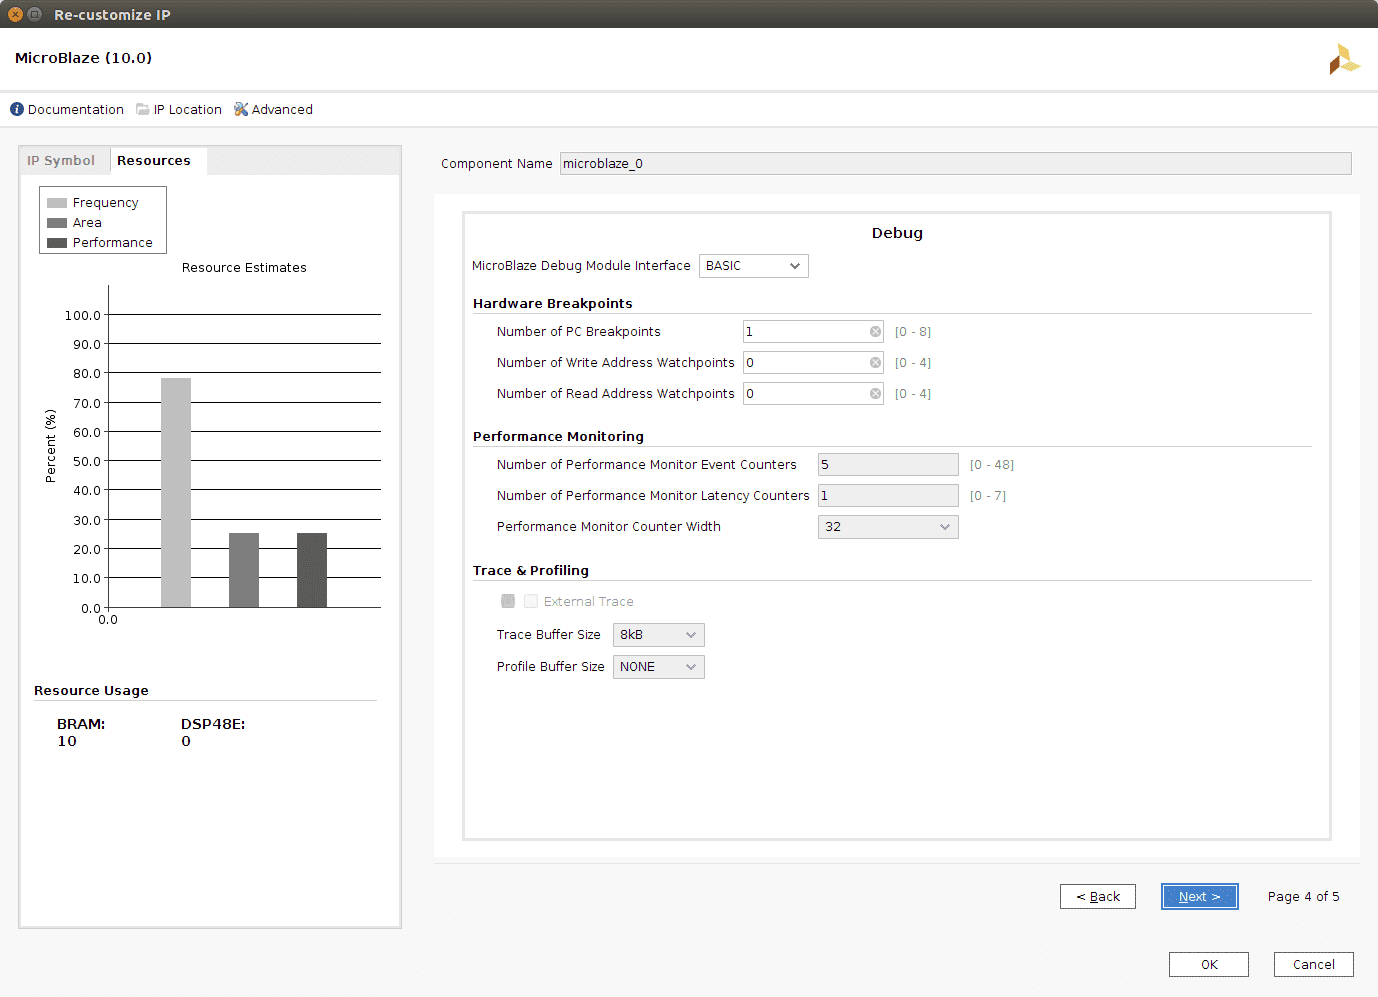 Re-customize IP
MicroBlaze (10.0)
Documentation IP Location Advanced
IP Symbol Resources
Frequency
Area
Performance
Resource Estimates
Percent (%)
100.0
90.0
80.0
70.0
60.0
50.0
40.0
30.0
20.0
10.0
0.0
0.0
Resource Usage
BRAM: DSP48E:
10 0
Component Name microblaze_0
Debug
MicroBlaze Debug Module Interface BASIC
Hardware Breakpoints
Number of PC Breakpoints 1 [0 - 8]
Number of Write Address Watchpoints 0 [0 - 4]
Number of Read Address Watchpoints 0 [0 - 4]
Performance Monitoring
Number of Performance Monitor Event Counters 5 [0 - 48]
Number of Performance Monitor Latency Counters 1 [0 - 7]
Performance Monitor Counter Width 32
Trace & Profiling
External Trace
Trace Buffer Size 8kB
Profile Buffer Size NONE
< Back Next > Page 4 of 5
OK Cancel